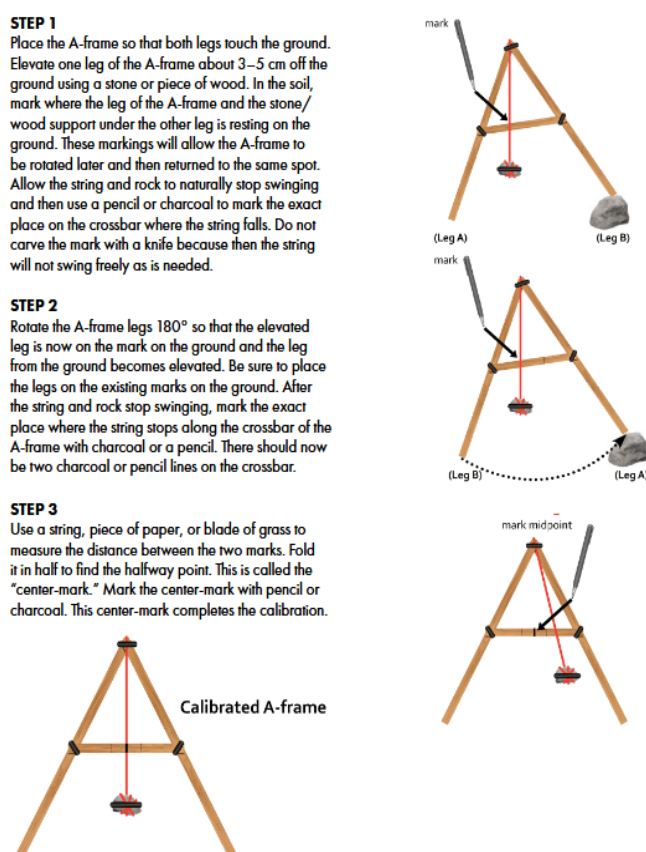 STEP 1
Place the A-frame so that both legs touch the ground.
Elevate one leg of the A-frame about 3–5 cm off the
ground using a stone or piece of wood. In the soil,
mark where the leg of the A-frame and the stone/
wood support under the other leg is resting on the
ground. These markings will allow the A-frame to
be rotated later and then returned to the same spot.
Allow the string and rock to naturally stop swinging
and then use a pencil or charcoal to mark the exact
place on the crossbar where the string falls. Do not
carve the mark with a knife because then the string
will not swing freely as is needed.
mark
(Leg A)
(Leg B)
STEP 2
Rotate the A-frame legs 180° so that the elevated
leg is now on the mark on the ground and the leg
from the ground becomes elevated. Be sure to place
the legs on the existing marks on the ground. After
the string and rock stop swinging, mark the exact
place where the string stops along the crossbar of the
A-frame with charcoal or a pencil. There should now
be two charcoal or pencil lines on the crossbar.
mark
(Leg B)
(Leg A)
STEP 3
Use a string, piece of paper, or blade of grass to
measure the distance between the two marks. Fold
it in half to find the halfway point. This is called the
“center-mark.” Mark the center-mark with pencil or
charcoal. This center-mark completes the calibration.
mark midpoint
Calibrated A-frame